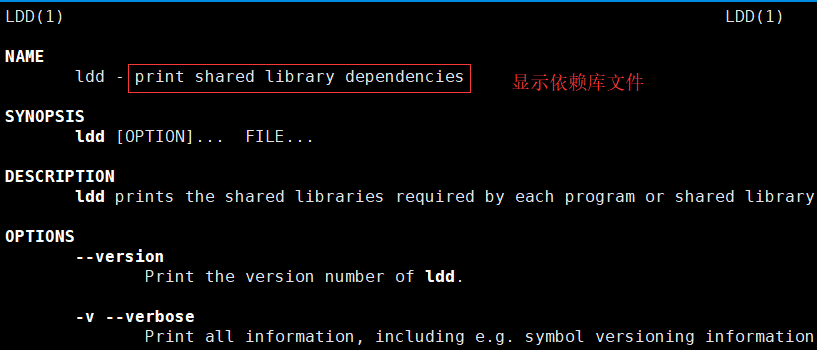 LDD(1) LDD(1)
NAME
ldd - print shared library dependencies 显示依赖库文件
SYNOPSIS
ldd [OPTION]... FILE...
DESCRIPTION
ldd prints the shared libraries required by each program or shared library
OPTIONS
--version
Print the version number of ldd.
-v --verbose
Print all information, including e.g. symbol versioning information